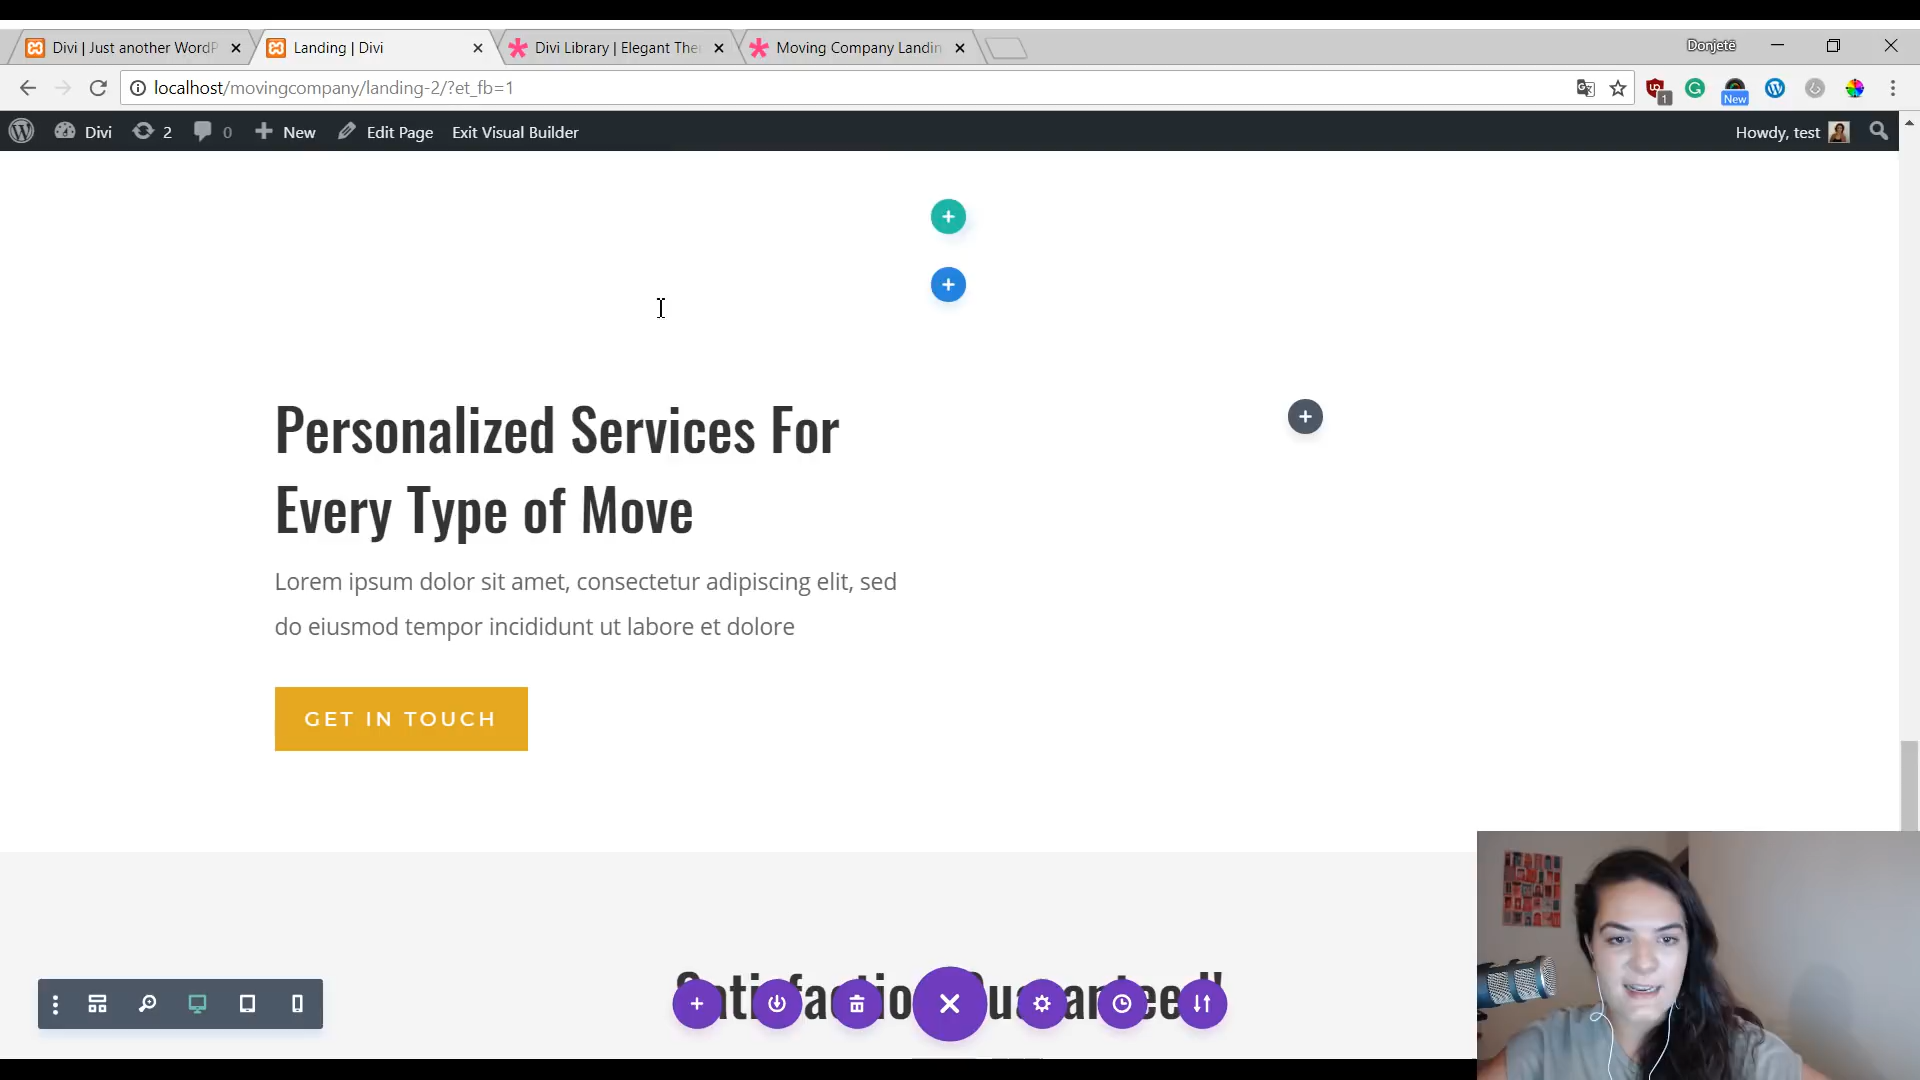 Divi | Just another WordP
Landing | Divi
Divi Library | Elegant The
Moving Company Landin
Donjetë
localhost/movingcompany/landing-2/?et_fb=1
1
New
Divi
2
0
New
Edit Page
Exit Visual Builder
Howdy, test
Personalized Services For
Every Type of Move
Lorem ipsum dolor sit amet, consectetur adipiscing elit, sed
do eiusmod tempor incididunt ut labore et dolore
GET IN TOUCH